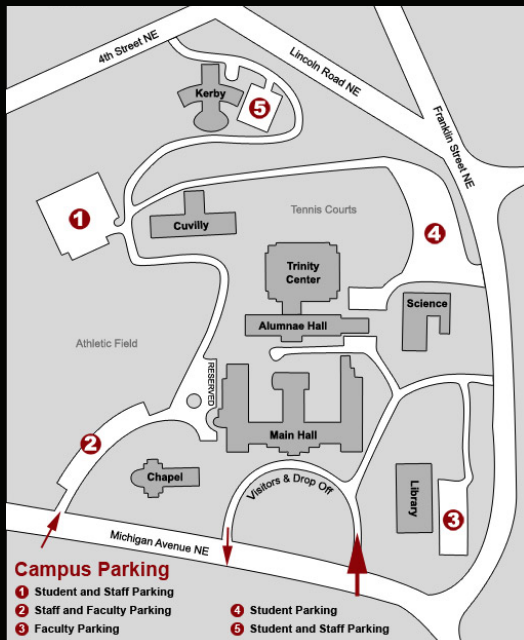 4th Street NE
Lincoln Road NE
Kerby
5
Franklin Street NE
1
Cuvilly
Tennis Courts
4
Trinity
Center
Science
Alumnae Hall
Athletic Field
RESERVED
2
Main Hall
Chapel
Visitors & Drop Off
Library
3
Michigan Avenue NE
Campus Parking
1 Student and Staff Parking
2 Staff and Faculty Parking
3 Faculty Parking
4 Student Parking
5 Student and Staff Parking